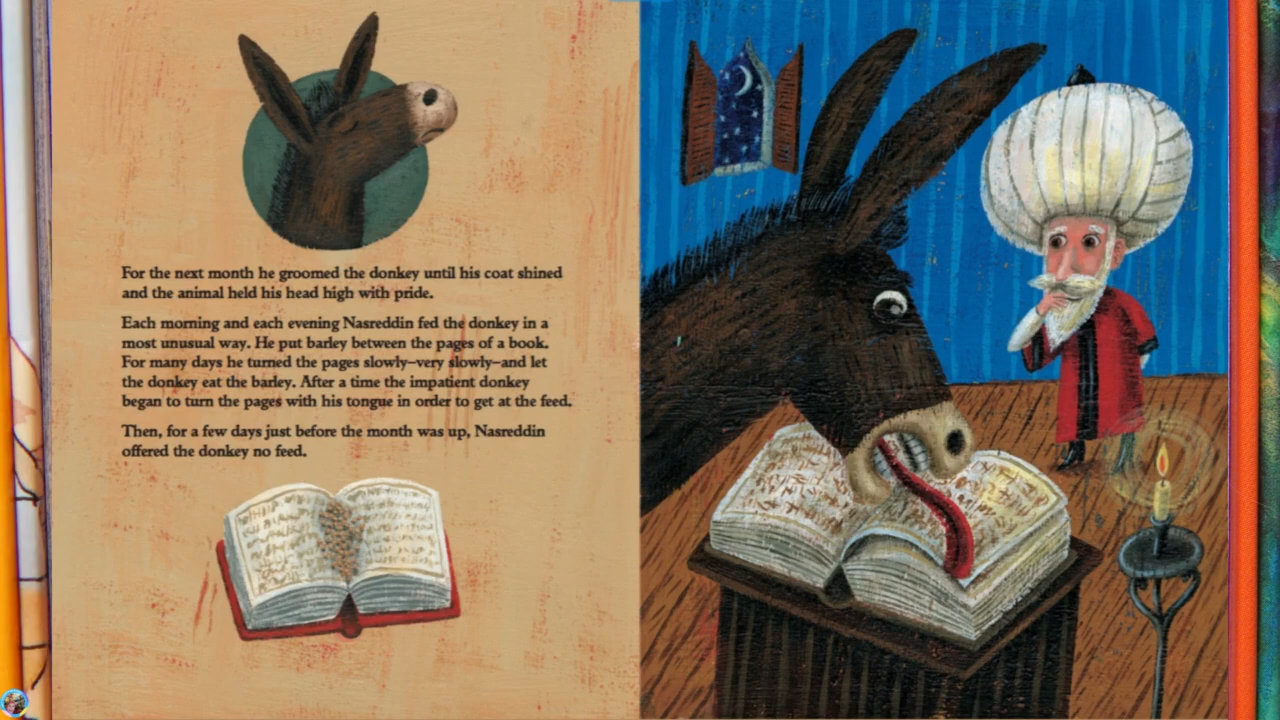 For the next month he groomed the donkey until his coat shined
and the animal held his head high with pride.
Each morning and each evening Nasreddin fed the donkey in a
most unusual way. He put barley between the pages of a book.
For many days he turned the pages slowly–very slowly–and let
the donkey eat the barley. After a time the impatient donkey
began to turn the pages with his tongue in order to get at the feed.
Then, for a few days just before the month was up, Nasreddin
offered the donkey no feed.